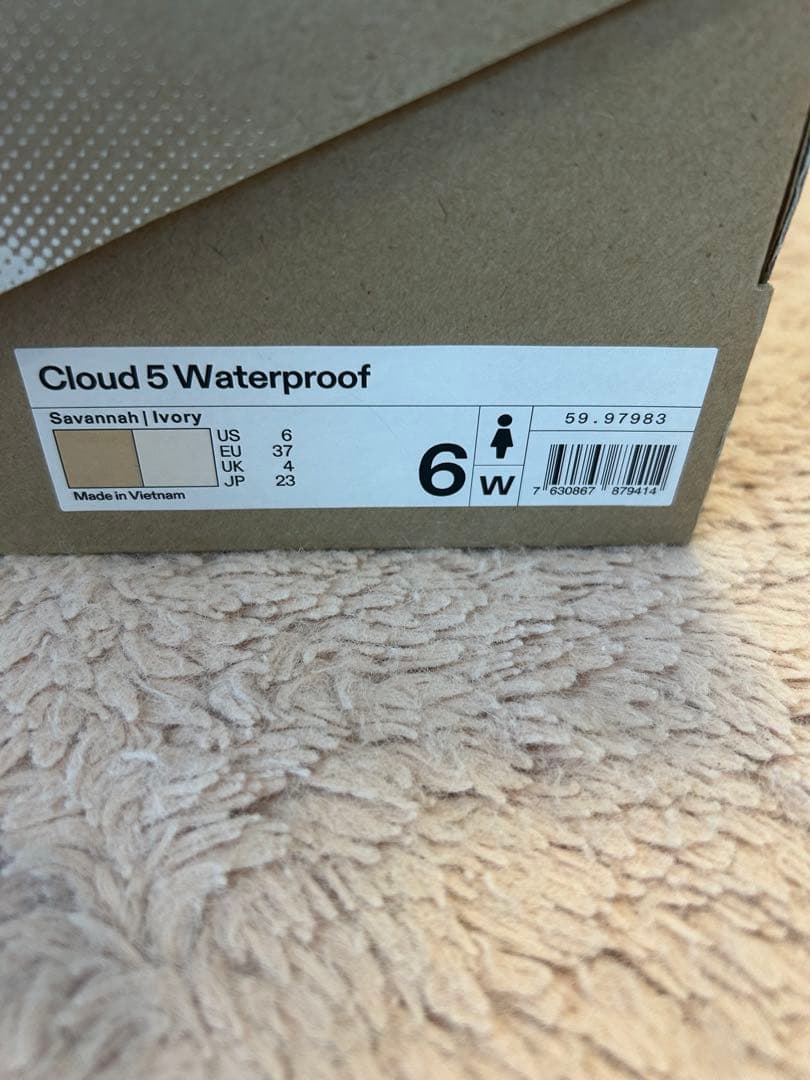 Cloud 5 Waterproof
Savannah | Ivory
US 6
EU 37
UK 4
JP 23
Made in Vietnam
6
W
59.97983
7 630867 879414